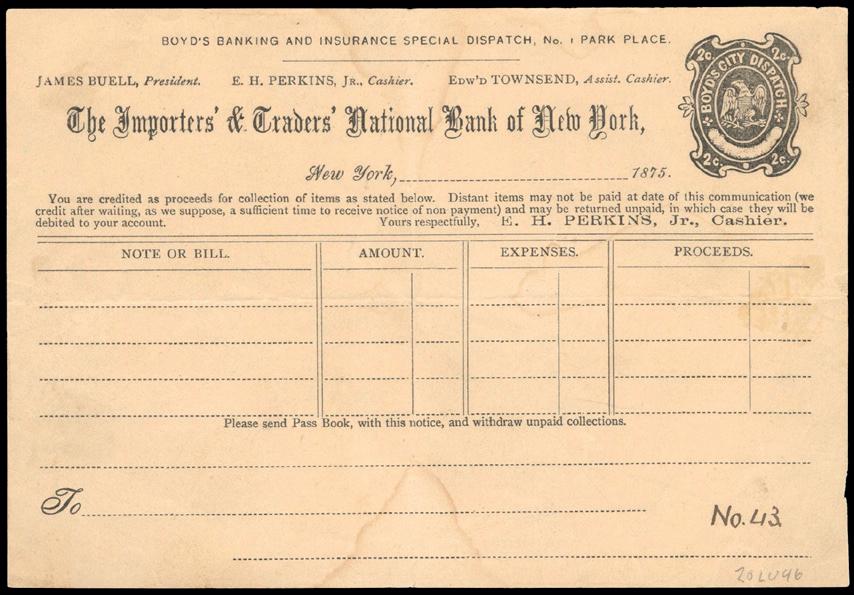 BOYD'S BANKING AND INSURANCE SPECIAL DISPATCH, No. 1 PARK PLACE.
JAMES BUELL, President. E. H. PERKINS, JR., Cashier. EDW'D TOWNSEND, Assist. Cashier.
The Importers' & Traders' National Bank of New York,
2c. 2c.
BOYD'S CITY DISPATCH
2c. 2c.
New York, 1875.
You are credited as proceeds for collection of items as stated below. Distant items may not be paid at date of this communication (we
credit after waiting, as we suppose, a sufficient time to receive notice of non payment) and may be returned unpaid, in which case they will be
debited to your account. Yours respectfully, E. H. PERKINS, Jr., Cashier.
NOTE OR BILL. AMOUNT. EXPENSES. PROCEEDS.
Please send Pass Book, with this notice, and withdraw unpaid collections.
To
No. 43.
20LU46